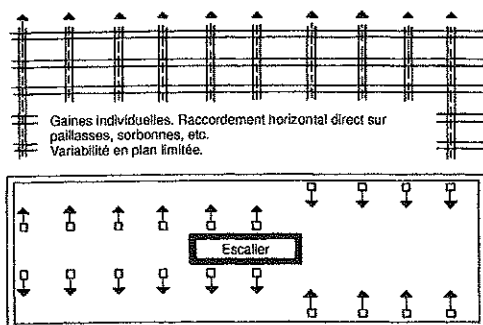 Gaines individuelles. Raccordement horizontal direct sur
paillasses, sorbonnes, etc.
Variabilité en plan limitée.
Escalier